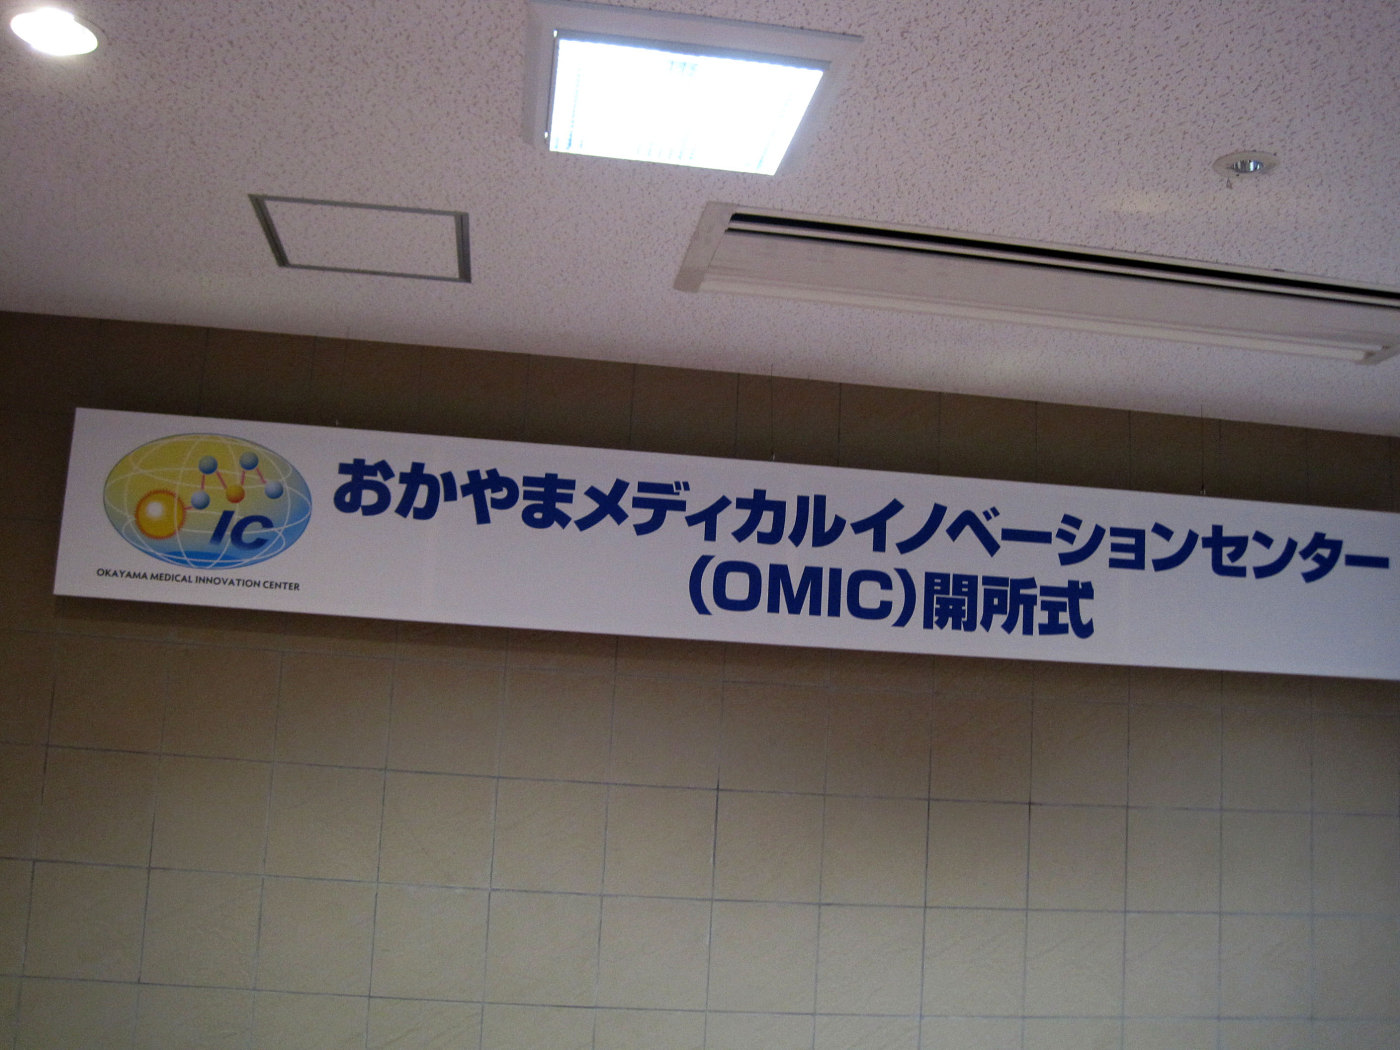 おかやまメディカルイノベーションセンター
(OMIC)開所式
IC
OKAYAMA MEDICAL INNOVATION CENTER